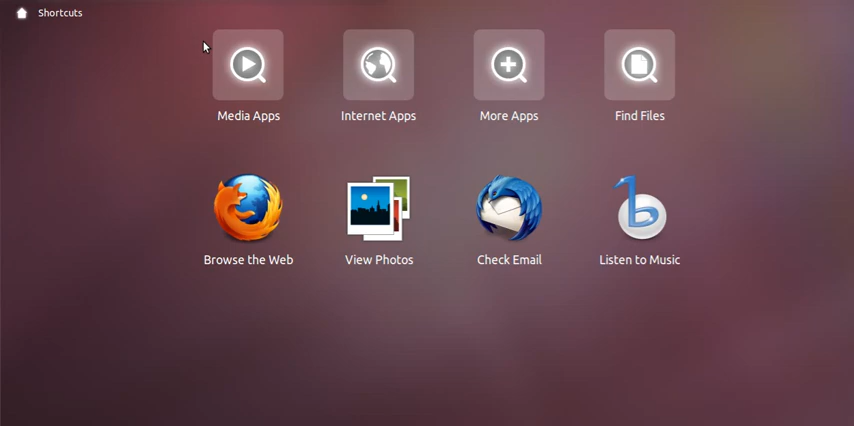 Shortcuts
Media Apps
Internet Apps
More Apps
Find Files
Browse the Web
View Photos
Check Email
Listen to Music